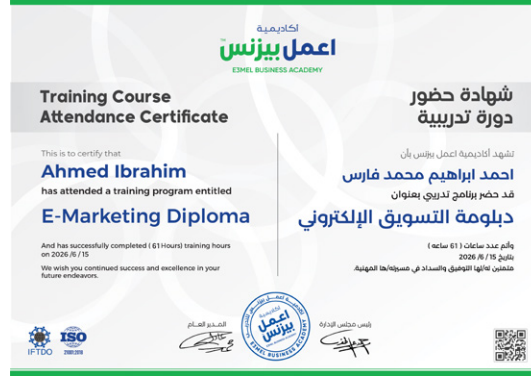 أكاديمية
اعمل بيزنس
E3MEL BUSINESS ACADEMY
Training Course
Attendance Certificate
شهادة حضور
دورة تدريبية
This is to certify that
Ahmed Ibrahim
has attended a training program entitled
E-Marketing Diploma
And has successfully completed ( 61 Hours) training hours
on 2026 /6 / 15
We wish you continued success and excellence in your
future endeavors.
تشهد أكاديمية اعمل بيزنس بأن
احمد ابراهيم محمد فارس
قد حضر برنامج تدريبي بعنوان
دبلومة التسويق الإلكتروني
وأتم عدد ساعات ( 61 ساعه )
بتاريخ 15 /6/ 2026
متمنين له/لها التوفيق والسداد في مسيرته/ها المهنية.
IFTDO
ISO
المدير العـام
اعمل
بيزنس
E3MEL BUSINESS ACADEMY
رئيس مجلس الإدارة